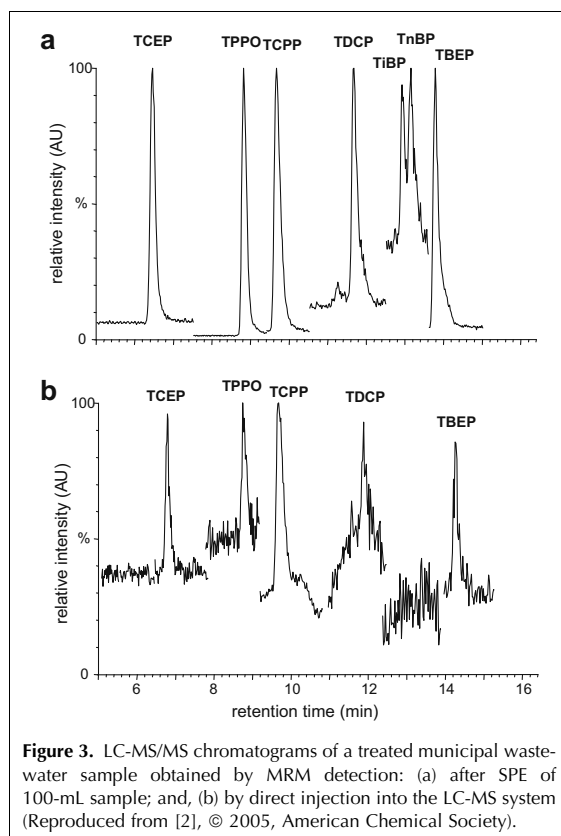 a
TCEP
TPPO
TCPP
TDCP
TiBP
TnBP
TBEP
100
%
0
relative intensity (AU)
b
TCEP
TPPO
TCPP
TDCP
TBEP
100
%
0
relative intensity (AU)
6 8 10 12 14 16
retention time (min)
Figure 3. LC-MS/MS chromatograms of a treated municipal waste-
water sample obtained by MRM detection: (a) after SPE of
100-mL sample; and, (b) by direct injection into the LC-MS system
(Reproduced from [2], © 2005, American Chemical Society).